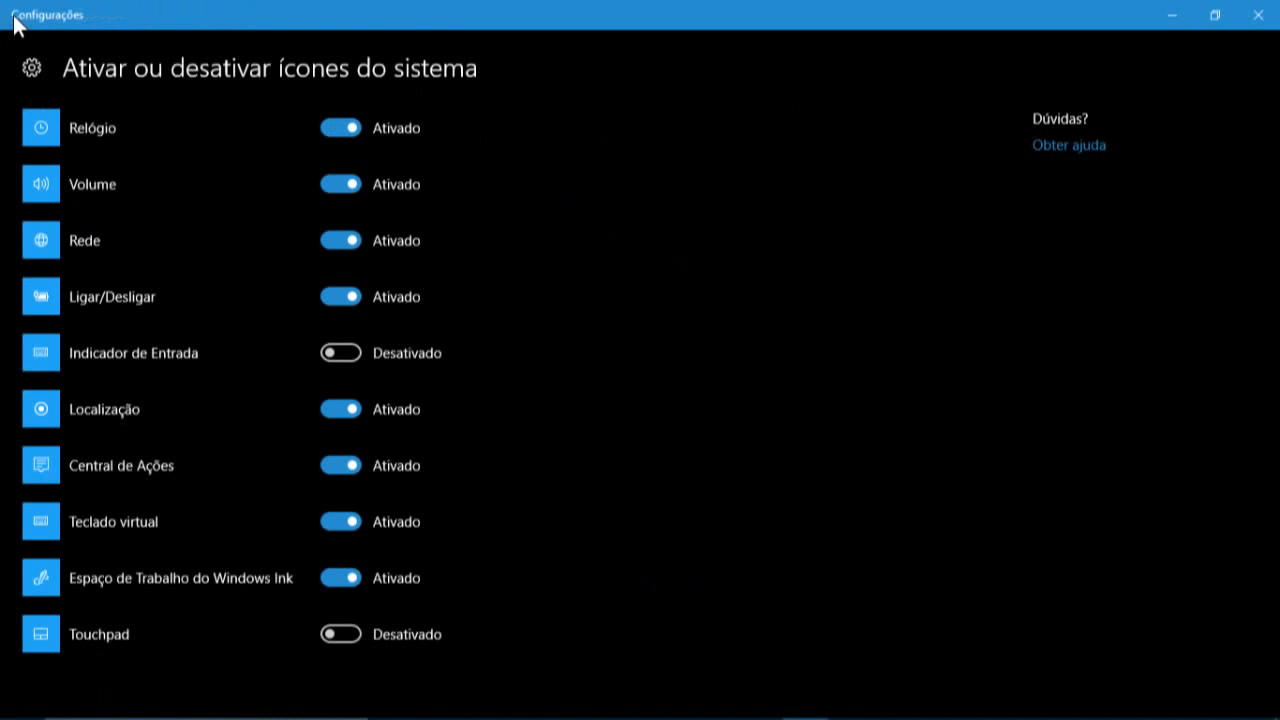 Configurações
Ativar ou desativar ícones do sistema
Relógio Ativado
Volume Ativado
Rede Ativado
Ligar/Desligar Ativado
Indicador de Entrada Desativado
Localização Ativado
Central de Ações Ativado
Teclado virtual Ativado
Espaço de Trabalho do Windows Ink Ativado
Touchpad Desativado
Dúvidas?
Obter ajuda